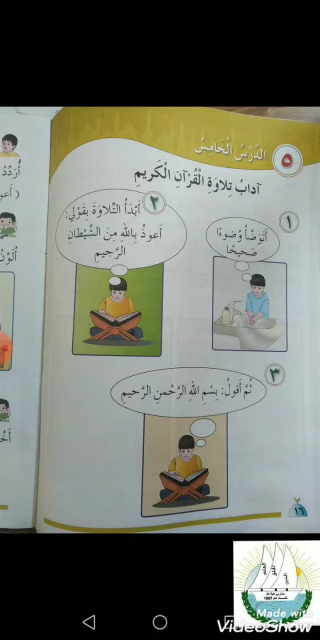 الدَّرْسُ الْخَامِسُ
٥
آدابُ تِلاوَةِ الْقُرْآنِ الْكَريمِ
١
أَتَوَضَّأُ وُضوءًا
صَحيحًا
٢
أَبْدَأُ التِّلاوَةَ بِقَوْلي:
أَعوذُ بِاللهِ مِنَ الشَّيْطانِ
الرَّجيمِ
٣
ثُمَّ أَقولُ: بِسْمِ اللهِ الرَّحْمنِ الرَّحيمِ
١٦
Made with
VideoShow